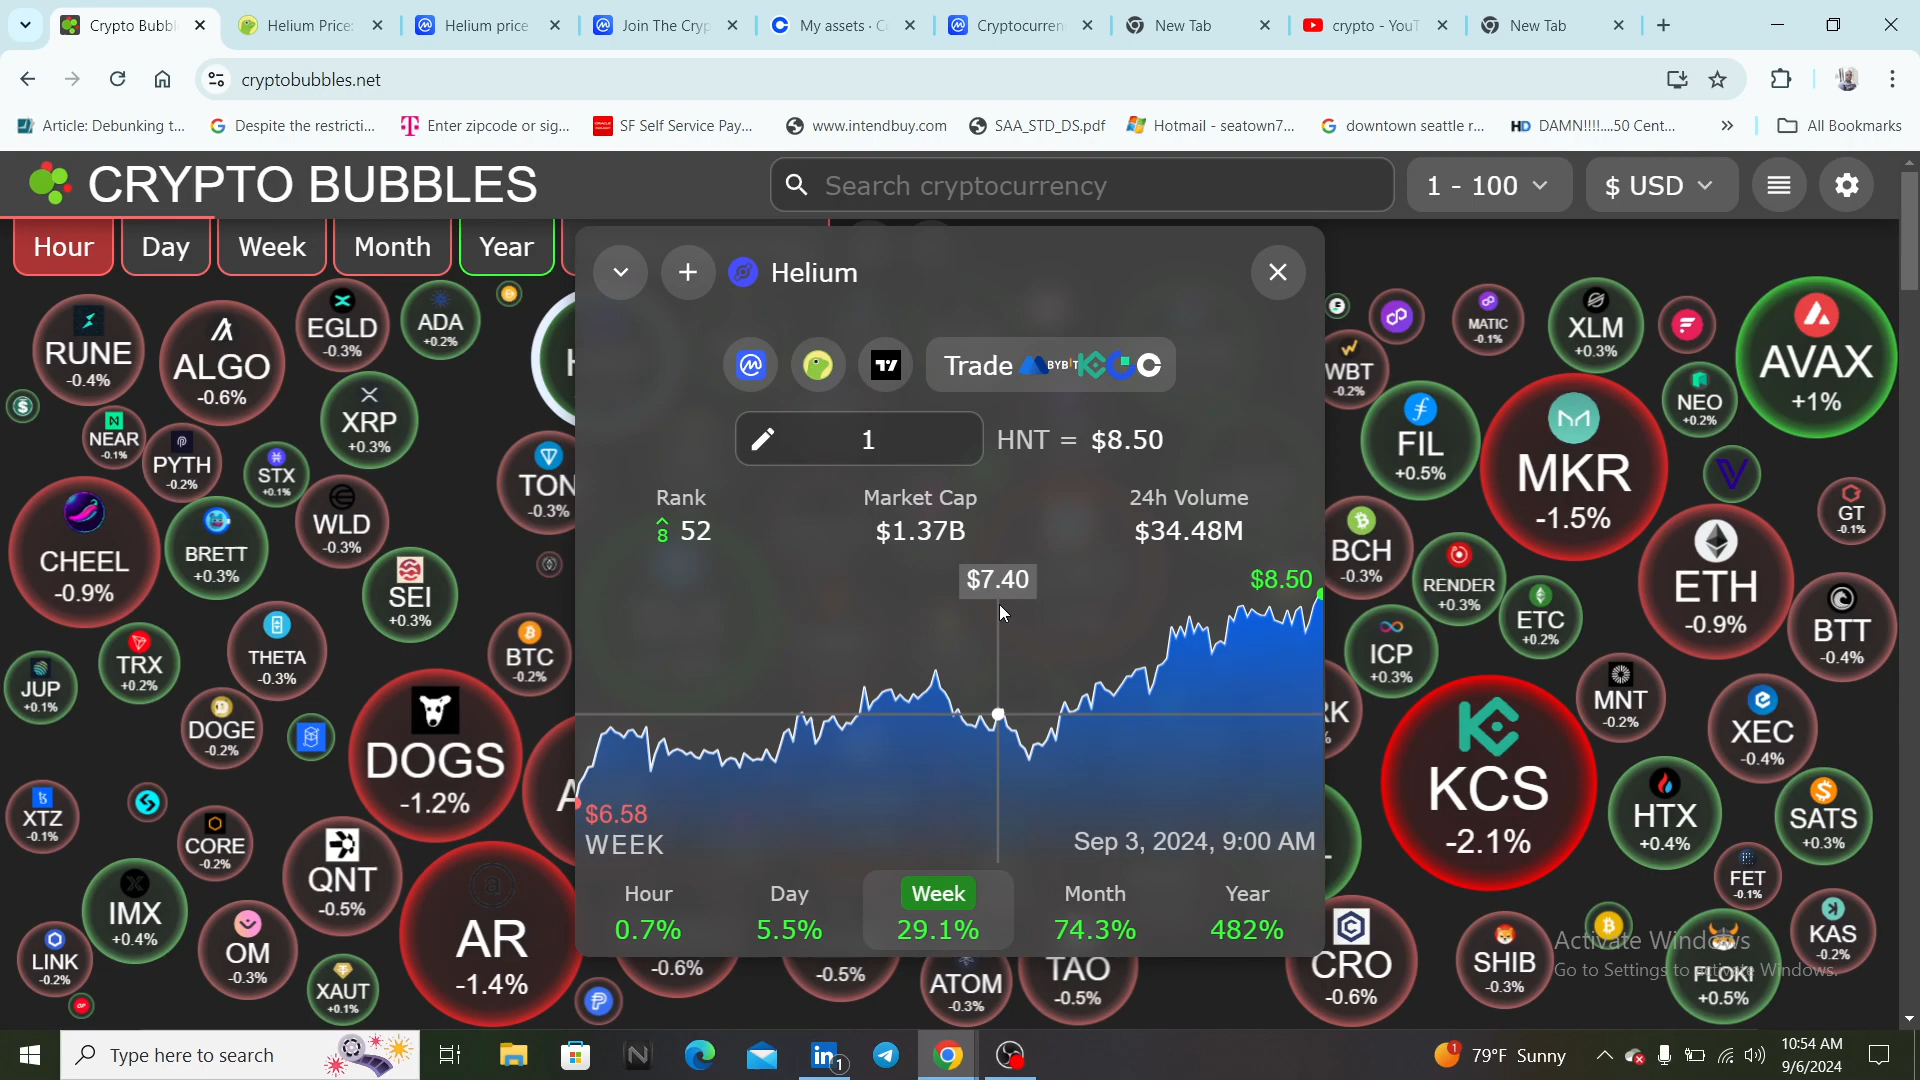 Crypto Bubbl
Helium Price:
Helium price
Join The Cryp
My assets · C
Cryptocurren
New Tab
crypto - YouT
New Tab
cryptobubbles.net
Article: Debunking t...
Despite the restricti...
Enter zipcode or sig...
SF Self Service Pay...
www.intendbuy.com
SAA_STD_DS.pdf
Hotmail - seatown7...
downtown seattle r...
HD DAMN!!!!....50 Cent...
All Bookmarks
CRYPTO BUBBLES
Search cryptocurrency
1 - 100
$ USD
Hour
Day
Week
Month
Year
Helium
Trade BYBIT
1
HNT = $8.50
Rank
8 52
Market Cap
$1.37B
24h Volume
$34.48M
$7.40
$8.50
$6.58
WEEK
Sep 3, 2024, 9:00 AM
Hour
0.7%
Day
5.5%
Week
29.1%
Month
74.3%
Year
482%
RUNE
-0.4%
ALGO
-0.6%
EGLD
-0.3%
ADA
+0.2%
NEAR
-0.1%
PYTH
-0.2%
XRP
+0.3%
STX
+0.1%
TON
-0.3%
CHEEL
-0.9%
BRETT
+0.3%
WLD
-0.3%
SEI
+0.3%
JUP
+0.1%
TRX
+0.2%
THETA
-0.3%
BTC
-0.2%
DOGE
-0.2%
DOGS
-1.2%
A
XTZ
-0.1%
CORE
-0.2%
QNT
-0.5%
IMX
+0.4%
OM
-0.3%
AR
-1.4%
LINK
-0.2%
XAUT
+0.1%
OP
-0.6%
-0.5%
ATOM
-0.3%
TAO
-0.5%
CRO
-0.6%
MATIC
-0.1%
XLM
+0.3%
AVAX
+1%
WBT
-0.2%
FIL
+0.5%
MKR
-1.5%
NEO
+0.2%
BCH
-0.3%
RENDER
+0.3%
ETC
+0.2%
ETH
-0.9%
GT
-0.1%
BTT
-0.4%
ICP
+0.3%
MNT
-0.2%
XEC
-0.4%
KCS
-2.1%
HTX
+0.4%
SATS
+0.3%
FET
-0.1%
SHIB
-0.3%
FLOKI
+0.5%
KAS
-0.2%
Activate Windows
Go to Settings to activate Windows.
Type here to search
1
1
79°F Sunny
10:54 AM
9/6/2024